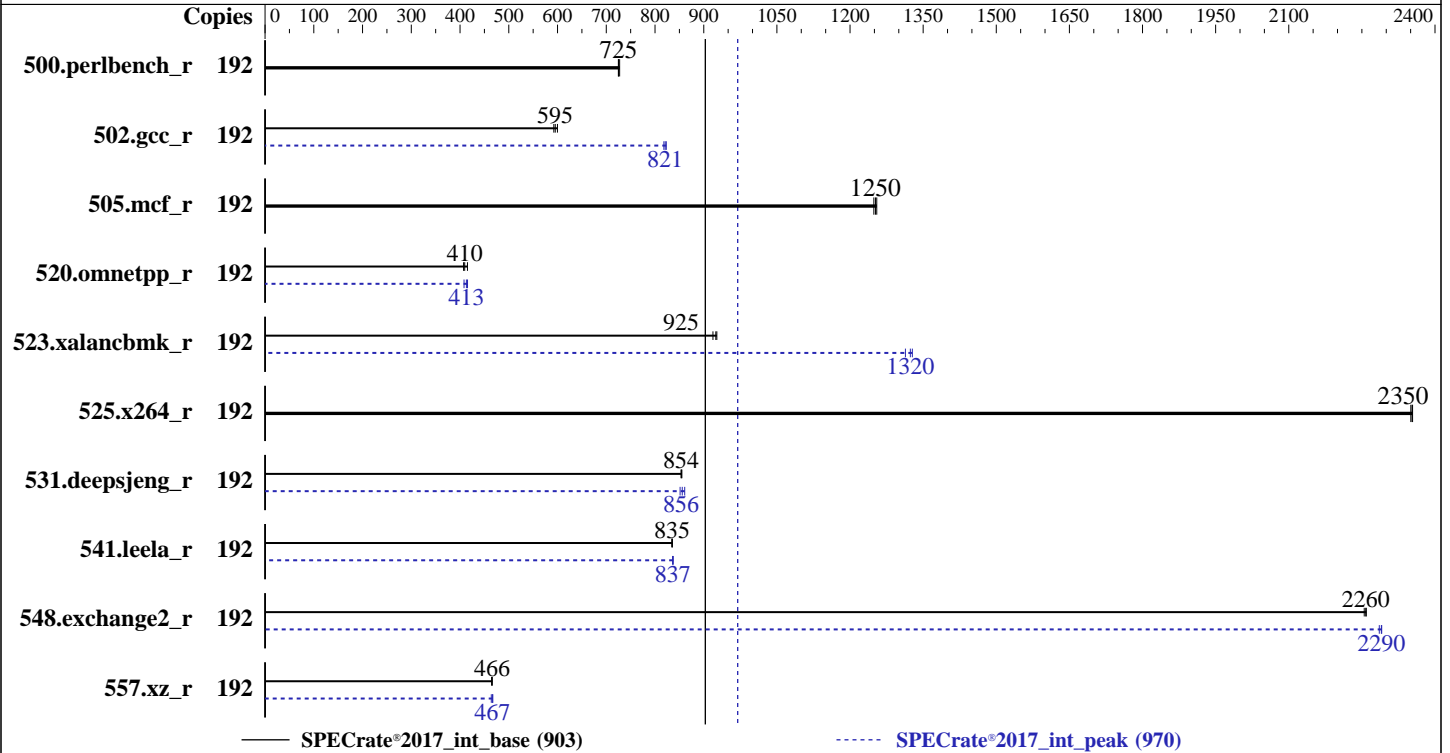 Copies 0 100 200 300 400 500 600 700 800 1050 1200 1350 1500 1650 1800 1950 2100 2400
725
500.perlbench_r 192
595
502.gcc_r 192
821
1250
505.mcf_r 192
410
520.omnetpp_r 192
413
925
523.xalancbmk_r 192
1320
2350
525.x264_r 192
854
531.deepsjeng_r 192
856
835
541.leela_r 192
837
2260
548.exchange2_r 192
2290
466
557.xz_r 192
467
SPECrate®2017_int_base (903) SPECrate®2017_int_peak (970)